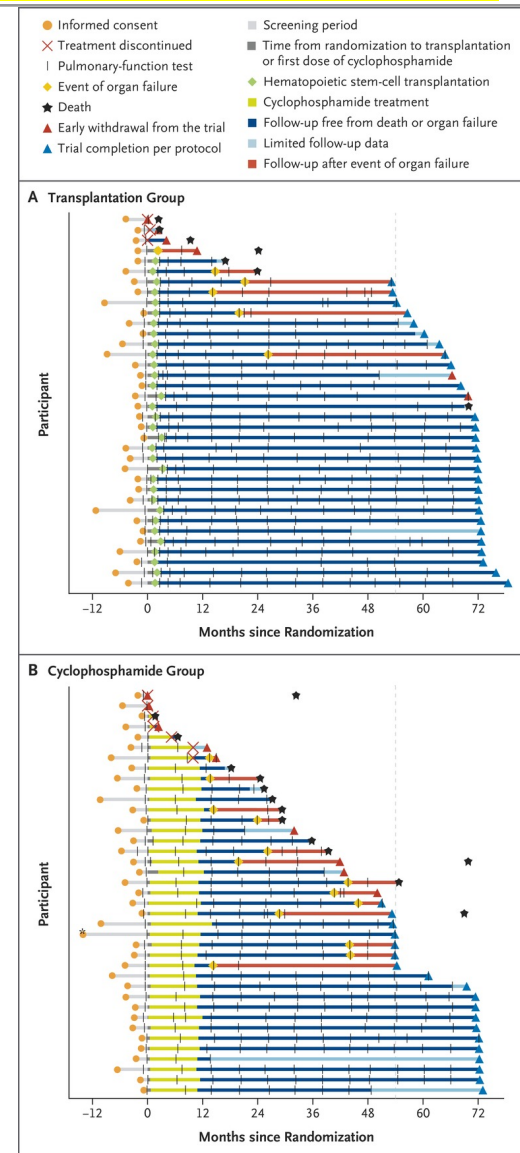 Informed consent
Treatment discontinued
Pulmonary-function test
Event of organ failure
Death
Early withdrawal from the trial
Trial completion per protocol
Screening period
Time from randomization to transplantation
or first dose of cyclophosphamide
Hematopoietic stem-cell transplantation
Cyclophosphamide treatment
Follow-up free from death or organ failure
Limited follow-up data
Follow-up after event of organ failure
A Transplantation Group
Participant
−12 0 12 24 36 48 60 72
Months since Randomization
B Cyclophosphamide Group
Participant
−12 0 12 24 36 48 60 72
Months since Randomization